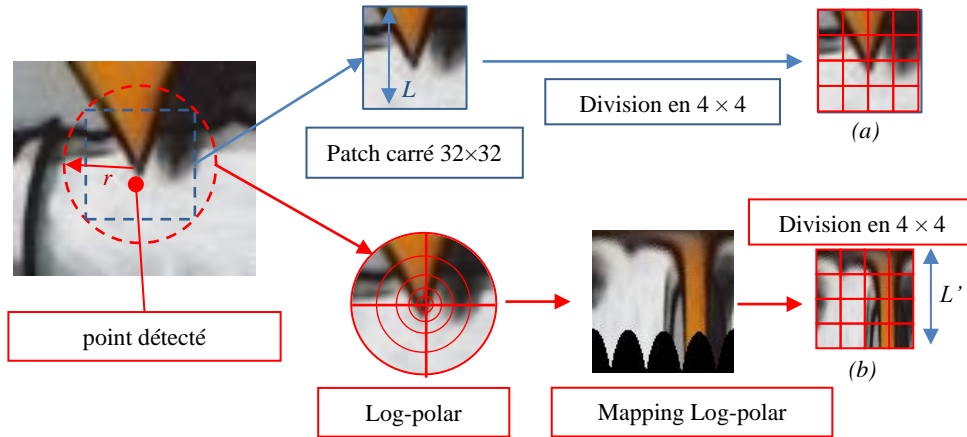 L
Division en 4 × 4
(a)
Patch carré 32×32
r
Division en 4 × 4
L’
point détecté
(b)
Log-polar
Mapping Log-polar